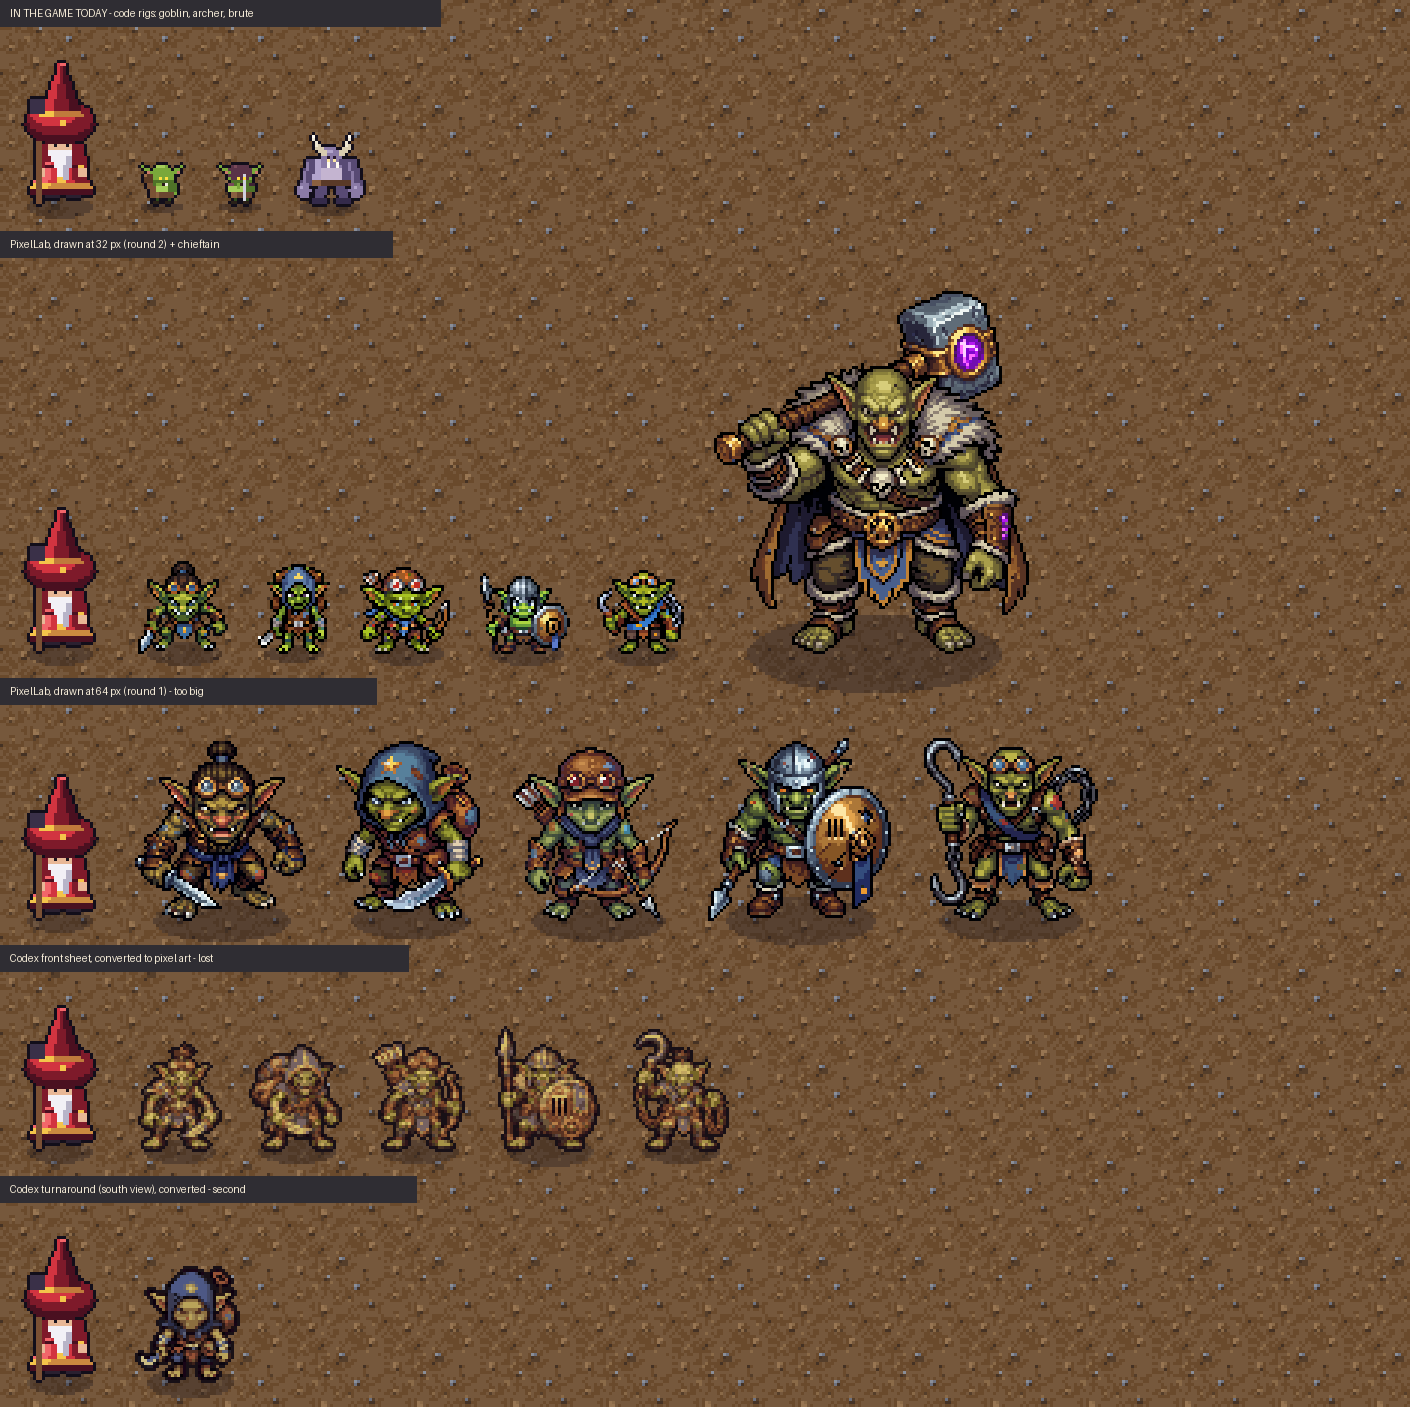 IN THE GAME TODAY - code rigs: goblin, archer, brute
PixelLab, drawn at 32 px (round 2) + chieftain
PixelLab, drawn at 64 px (round 1) - too big
Codex front sheet, converted to pixel art - lost
Codex turnaround (south view), converted - second